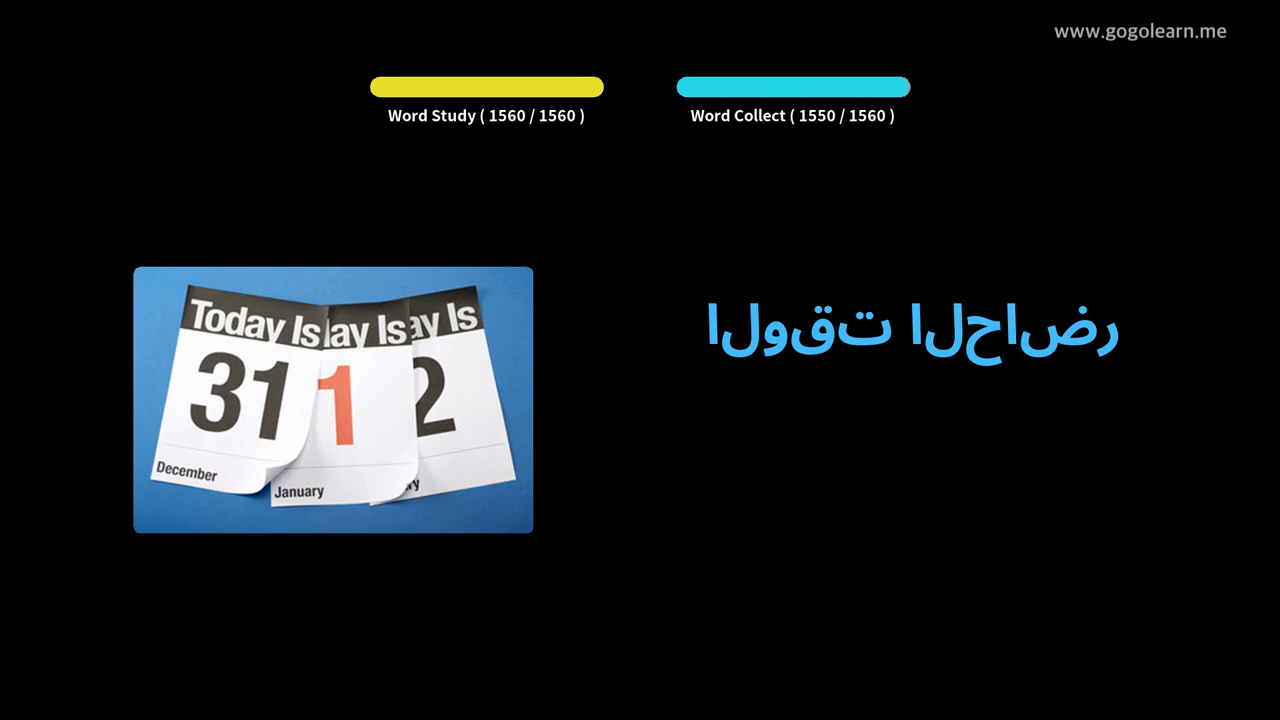 www.gogolearn.me
Word Study ( 1560 / 1560 )
Word Collect ( 1550 / 1560 )
الوقت الحاضر
Today Is
31
December
ay Is
1
January
ay Is
2
ry